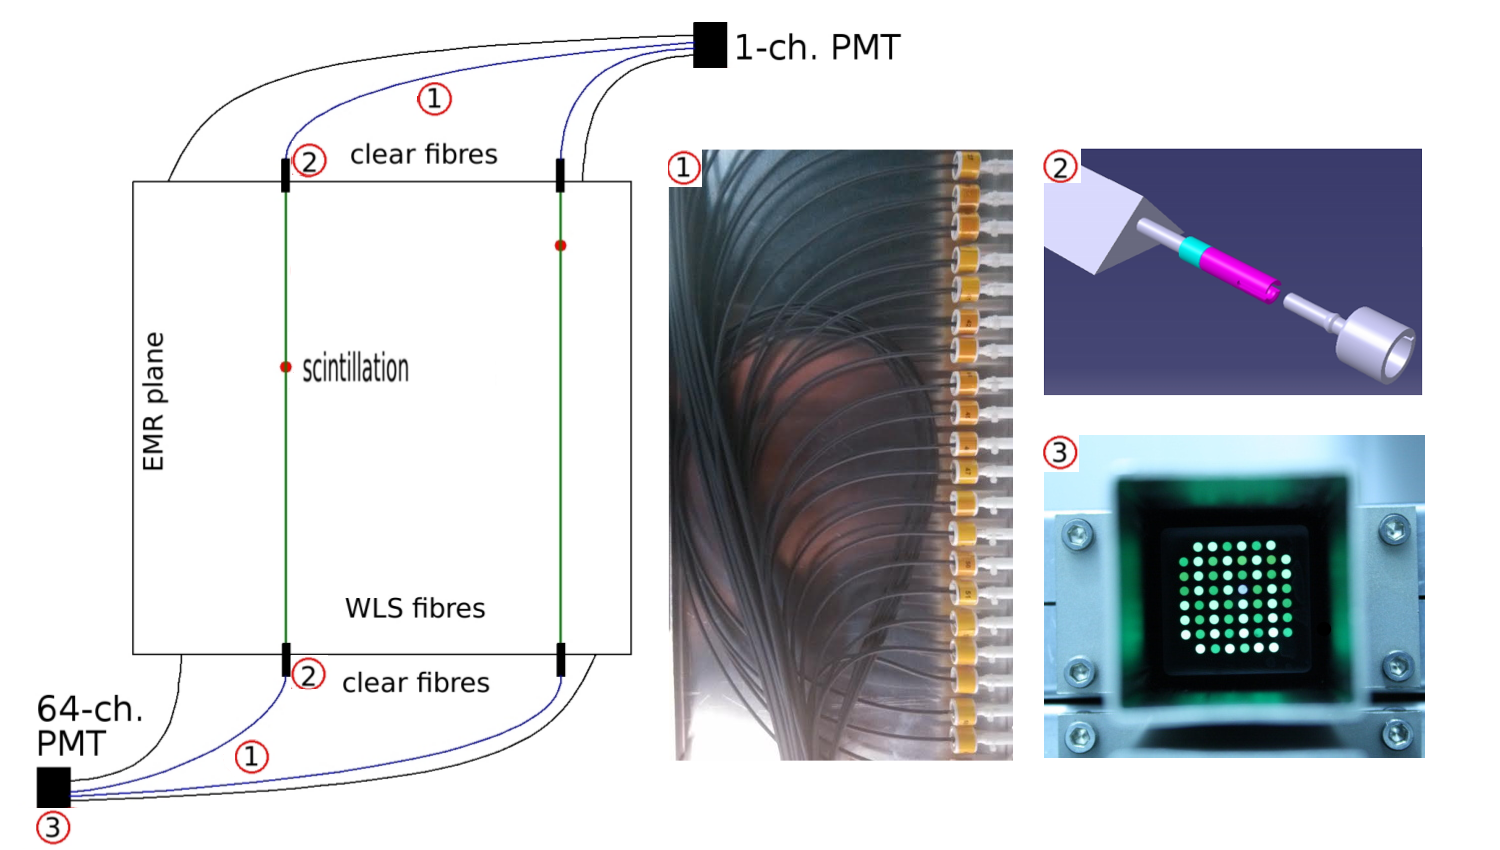 1-ch. PMT
1
2
clear fibres
1
2
EMR plane
scintillation
3
WLS fibres
2
clear fibres
64-ch.
PMT
1
3